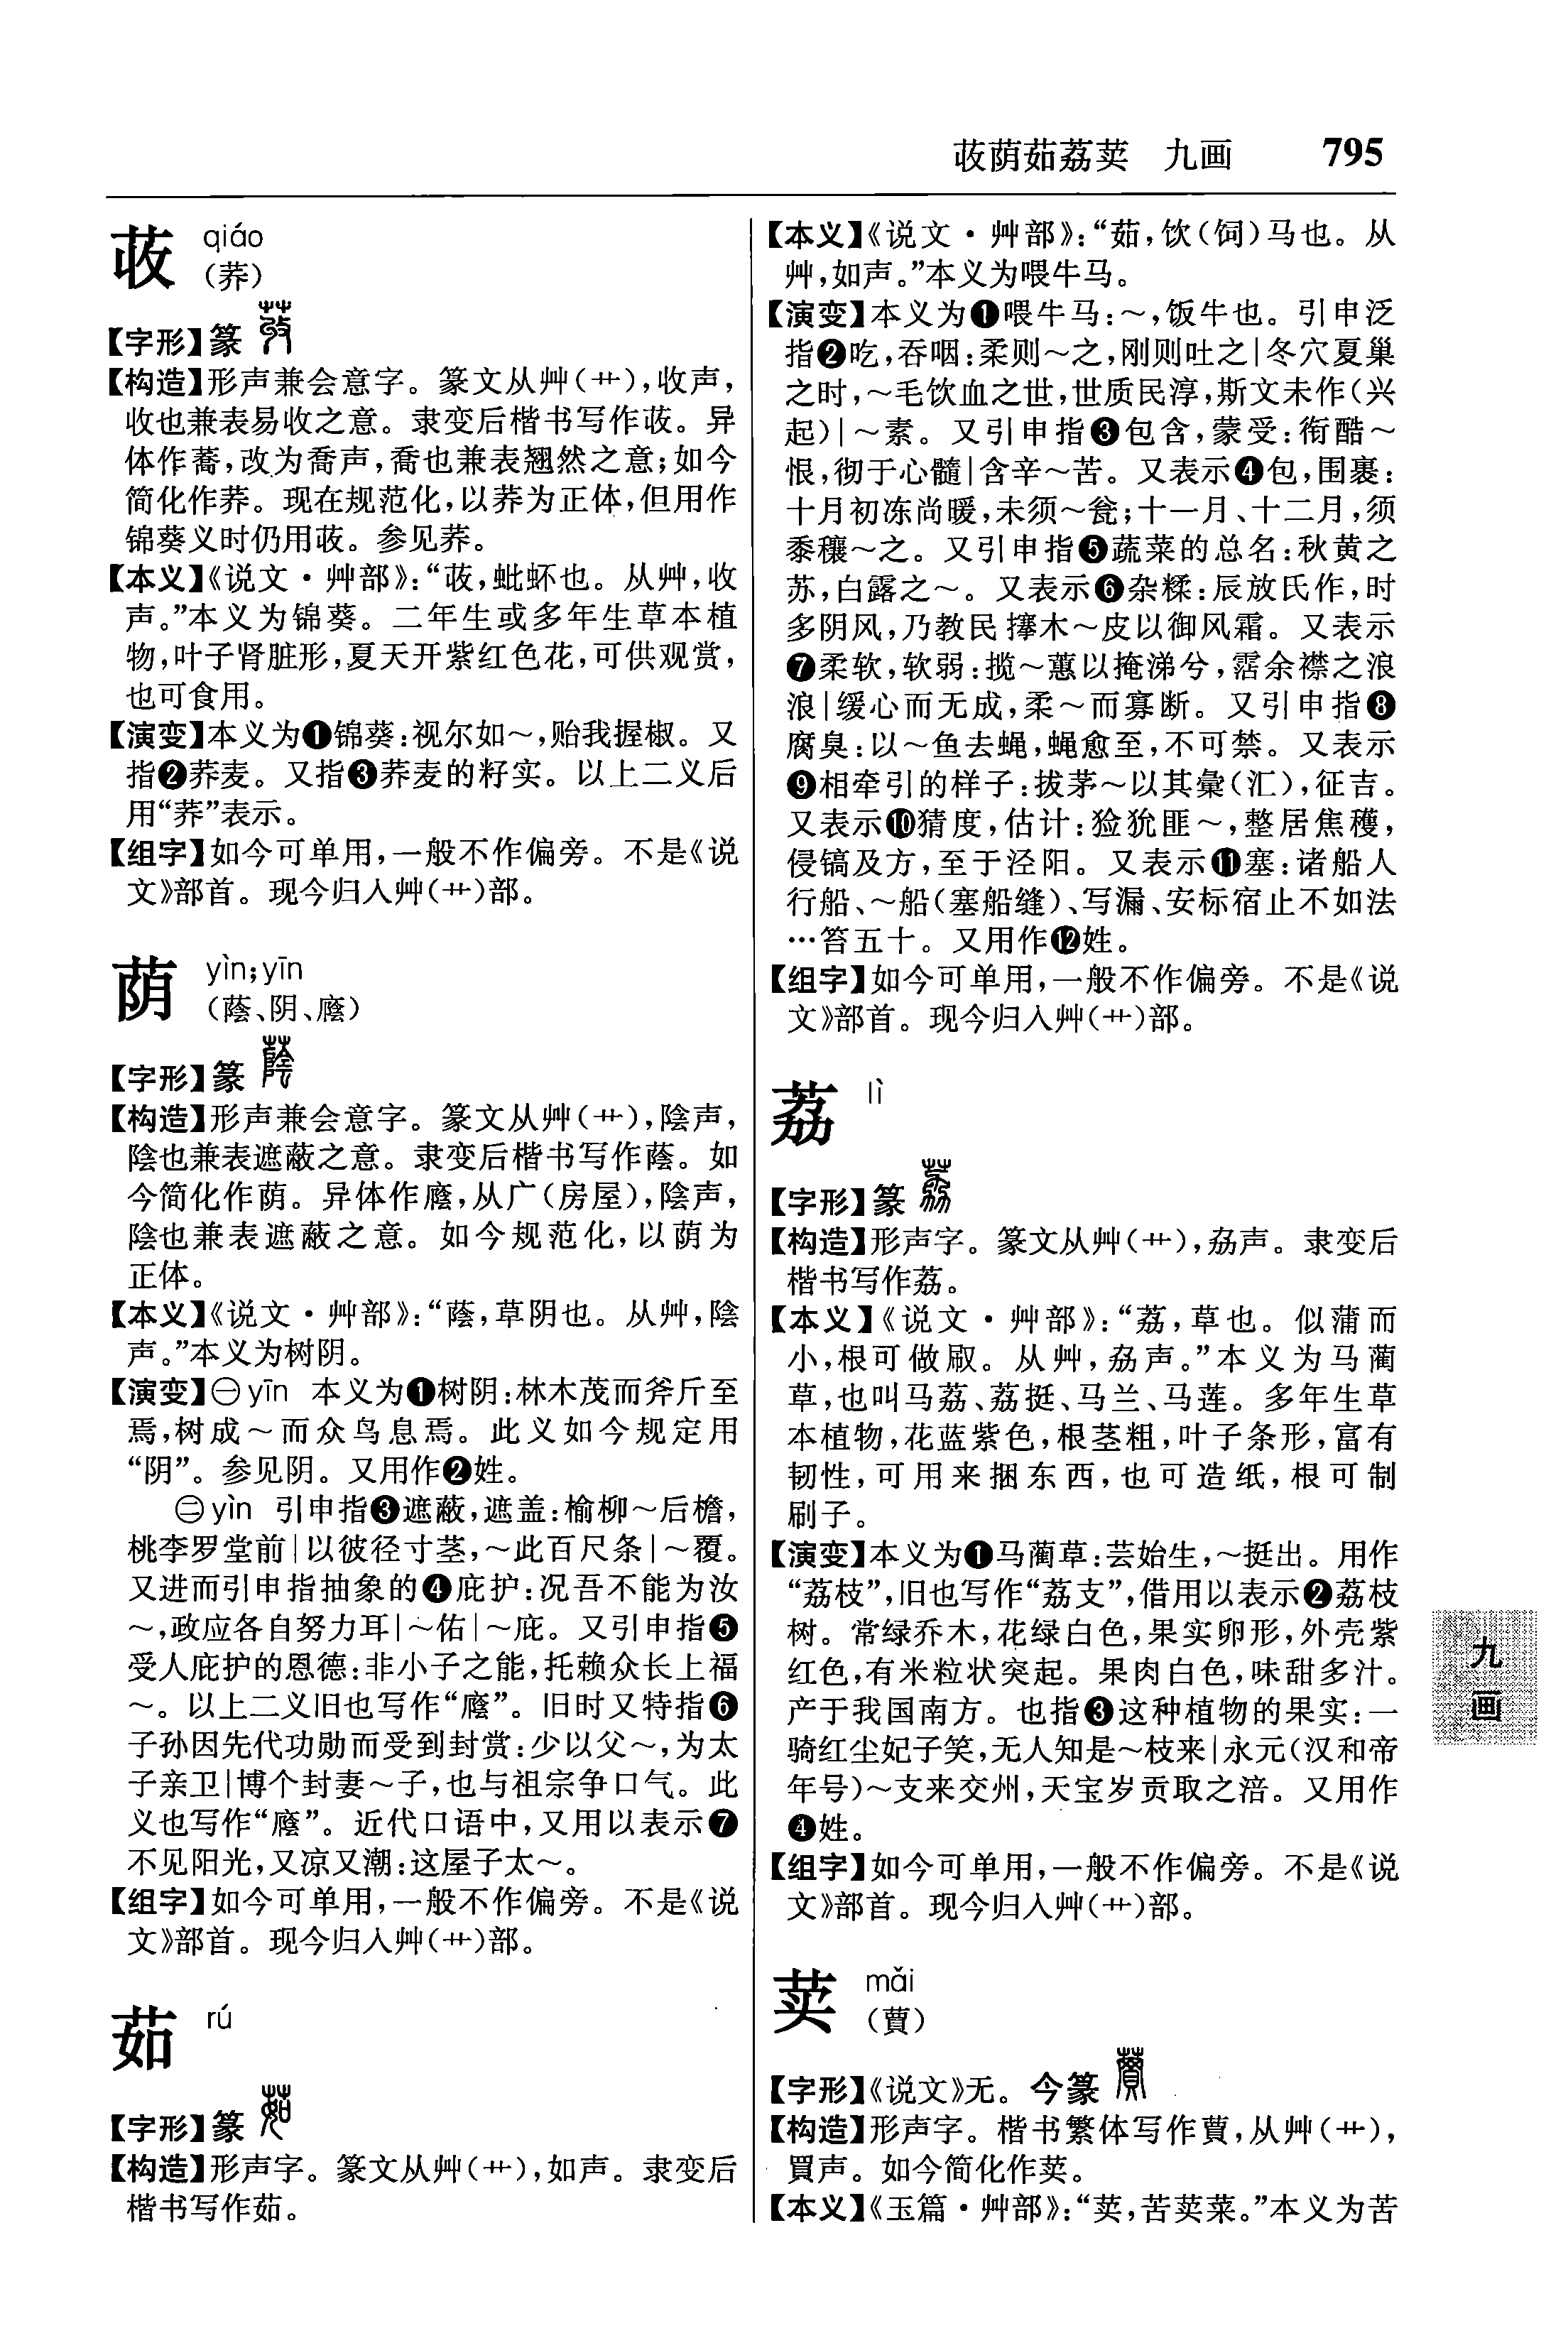 荍荫茹荔荬　九画　795
荍 qiáo
（荞）
【字形】篆
【构造】形声兼会意字。篆文从艸(艹),收声,
收也兼表易收之意。隶变后楷书写作荍。异
体作蕎,改为喬声,喬也兼表翘然之意;如今
简化作荞。现在规范化,以荞为正体,但用作
锦葵义时仍用荍。参见荞。
【本义】《说文·艸部》:“荍,蚍虾也。从艸,收
声。”本义为锦葵。二年生或多年生草本植
物,叶子肾脏形,夏天开紫红色花,可供观赏,
也可食用。
【演变】本义为❶锦葵:视尔如～,贻我握椒。又
指❷荞麦。又指❸荞麦的籽实。以上二义后
用“荞”表示。
【组字】如今可单用,一般不作偏旁。不是《说
文》部首。现今归入艸(艹)部。
荫 yìn;yīn
（蔭、阴、廕）
【字形】篆
【构造】形声兼会意字。篆文从艸(艹),陰声,
陰也兼表遮蔽之意。隶变后楷书写作蔭。如
今简化作荫。异体作廕,从广(房屋),陰声,
陰也兼表遮蔽之意。如今规范化,以荫为
正体。
【本义】《说文·艸部》:“蔭,草阴也。从艸,陰
声。”本义为树阴。
【演变】㊀yīn 本义为❶树阴:林木茂而斧斤至
焉,树成～而众鸟息焉。此义如今规定用
“阴”。参见阴。又用作❷姓。
㊁yìn 引申指❸遮蔽,遮盖:榆柳～后檐,
桃李罗堂前|以彼径寸茎,～此百尺条|～覆。
又进而引申指抽象的❹庇护:况吾不能为汝
～,政应各自努力耳|～佑|～庇。又引申指❺
受人庇护的恩德:非小子之能,托赖众长上福
～。以上二义旧也写作“廕”。旧时又特指❻
子孙因先代功勋而受到封赏:少以父～,为太
子亲卫|博个封妻～子,也与祖宗争口气。此
义也写作“廕”。近代口语中,又用以表示❼
不见阳光,又凉又潮:这屋子太～。
【组字】如今可单用,一般不作偏旁。不是《说
文》部首。现今归入艸(艹)部。
茹 rú
【字形】篆
【构造】形声字。篆文从艸(艹),如声。隶变后
楷书写作茹。
【本义】《说文·艸部》:“茹,饮(饲)马也。从
艸,如声。”本义为喂牛马。
【演变】本义为❶喂牛马:～,饭牛也。引申泛
指❷吃,吞咽:柔则～之,刚则吐之|冬穴夏巢
之时,～毛饮血之世,世质民淳,斯文未作(兴
起)|～素。又引申指❸包含,蒙受:衔酷～
恨,彻于心髓|含辛～苦。又表示❹包,围裹:
十月初冻尚暖,未须～瓮;十一月、十二月,须
黍穰～之。又引申指❺蔬菜的总名:秋黄之
苏,白露之～。又表示❻杂糅:辰放氏作,时
多阴风,乃教民搼木～皮以御风霜。又表示
❼柔软,软弱:揽～蕙以掩涕兮,霑余襟之浪
浪|缓心而无成,柔～而寡断。又引申指❽
腐臭:以～鱼去蝇,蝇愈至,不可禁。又表示
❾相牵引的样子:拔茅～以其彙(汇),征吉。
又表示❿猜度,估计:猃狁匪～,整居焦穫,
侵镐及方,至于泾阳。又表示⓫塞:诸船人
行船、～船(塞船缝)、写漏、安标宿止不如法
…笞五十。又用作⓬姓。
【组字】如今可单用,一般不作偏旁。不是《说
文》部首。现今归入艸(艹)部。
荔 lì
【字形】篆
【构造】形声字。篆文从艸(艹),劦声。隶变后
楷书写作荔。
【本义】《说文·艸部》:“荔,草也。似蒲而
小,根可做㕞。从艸,劦声。”本义为马蔺
草,也叫马荔、荔挺、马兰、马莲。多年生草
本植物,花蓝紫色,根茎粗,叶子条形,富有
韧性,可用来捆东西,也可造纸,根可制
刷子。
【演变】本义为❶马蔺草:芸始生,～挺出。用作
“荔枝”,旧也写作“荔支”,借用以表示❷荔枝
树。常绿乔木,花绿白色,果实卵形,外壳紫
红色,有米粒状突起。果肉白色,味甜多汁。
产于我国南方。也指❸这种植物的果实:一
骑红尘妃子笑,无人知是～枝来|永元(汉和帝
年号)～支来交州,天宝岁贡取之涪。又用作
❹姓。
【组字】如今可单用,一般不作偏旁。不是《说
文》部首。现今归入艸(艹)部。
荬 mǎi
（蕒）
【字形】《说文》无。今篆
【构造】形声字。楷书繁体写作蕒,从艸(艹),
買声。如今简化作荬。
【本义】《玉篇·艸部》:“荬,苦荬菜。”本义为苦
九
画